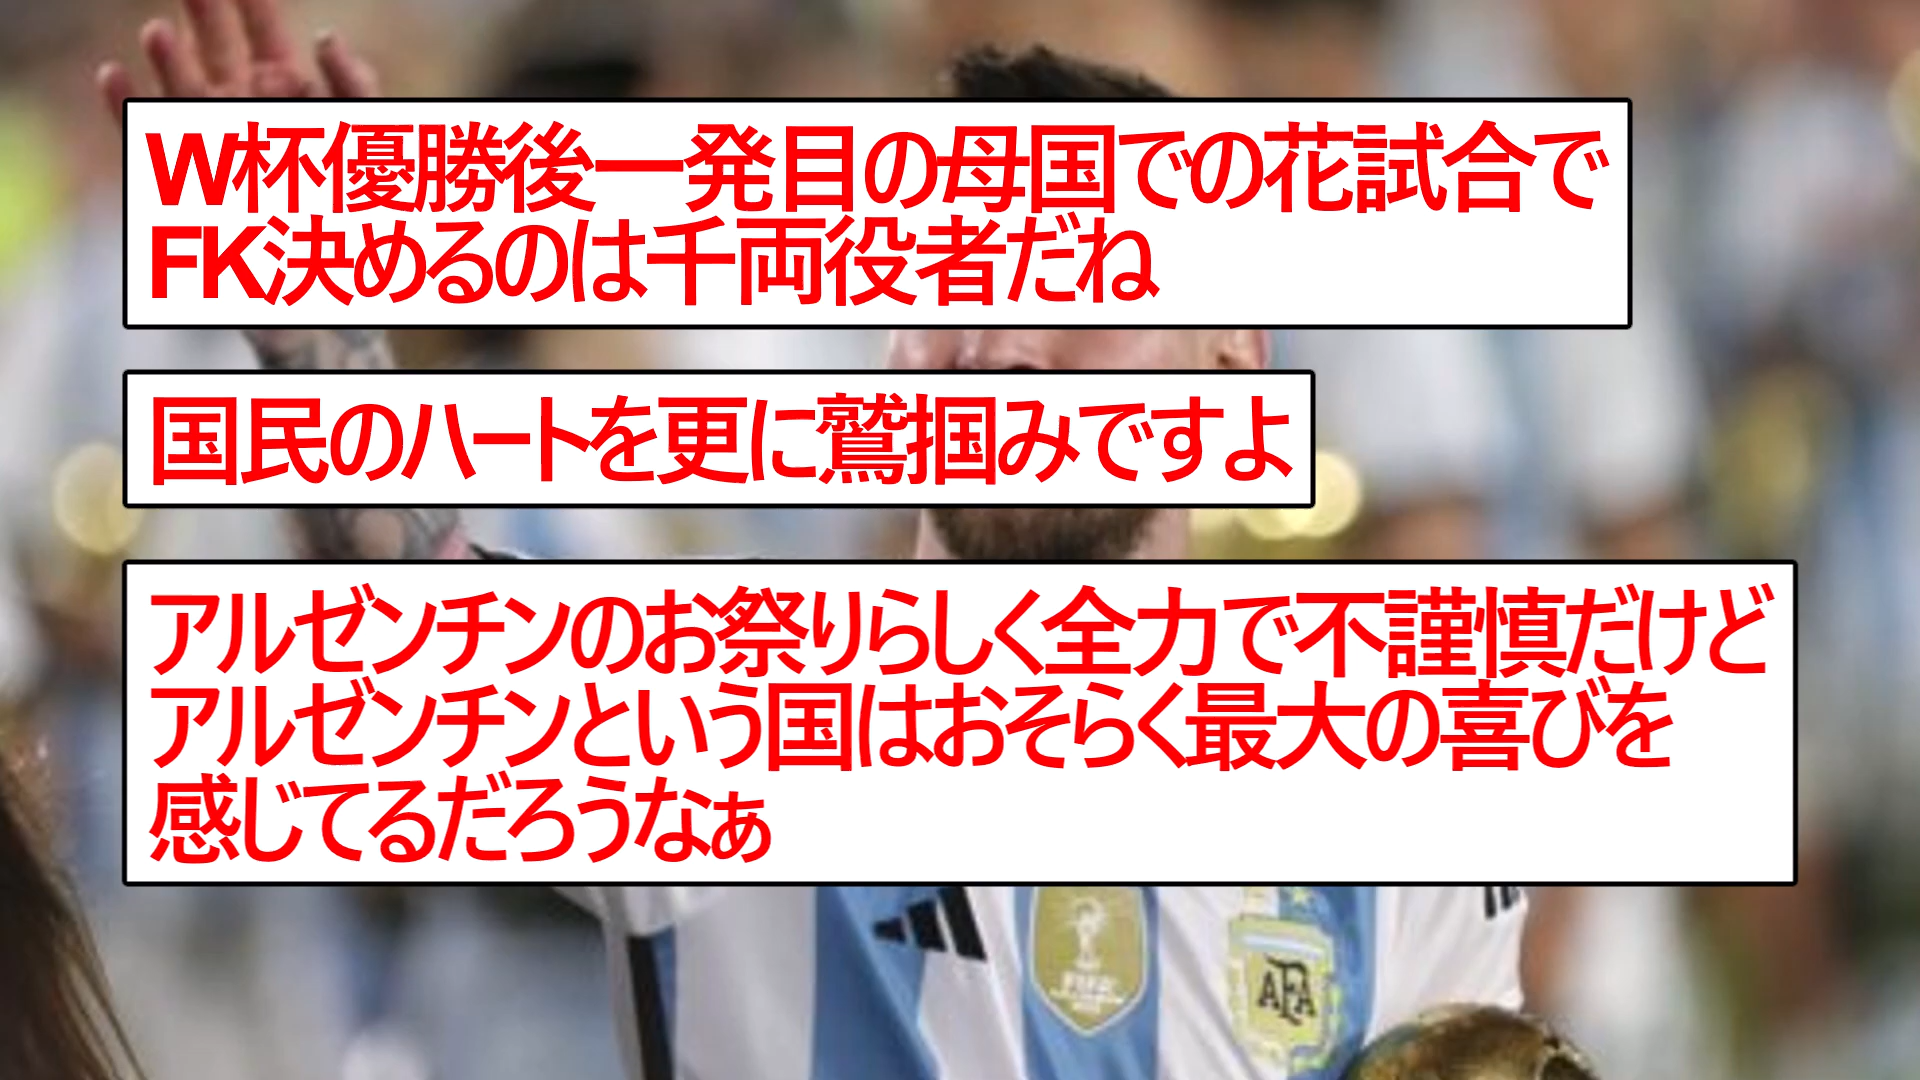 W杯優勝後一発目の母国での花試合で
FK決めるのは千両役者だね
国民のハートを更に鷲掴みですよ
アルゼンチンのお祭りらしく全力で不謹慎だけど
アルゼンチンという国はおそらく最大の喜びを
感じてるだろうなぁ
FIFA
AFA